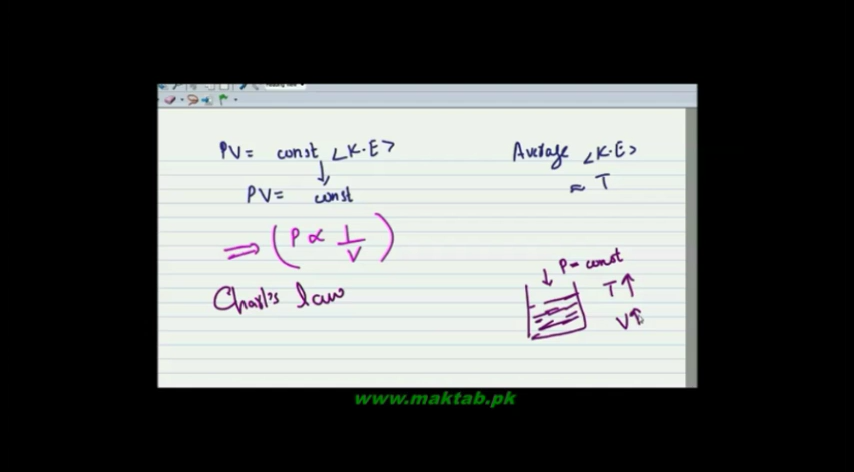 PV = const <K.E>
PV = const
⇒ (P ∝ 1/V)
Charl's law
Average <K.E>
≈ T
↓ P = const
T↑
V↑
www.maktab.pk